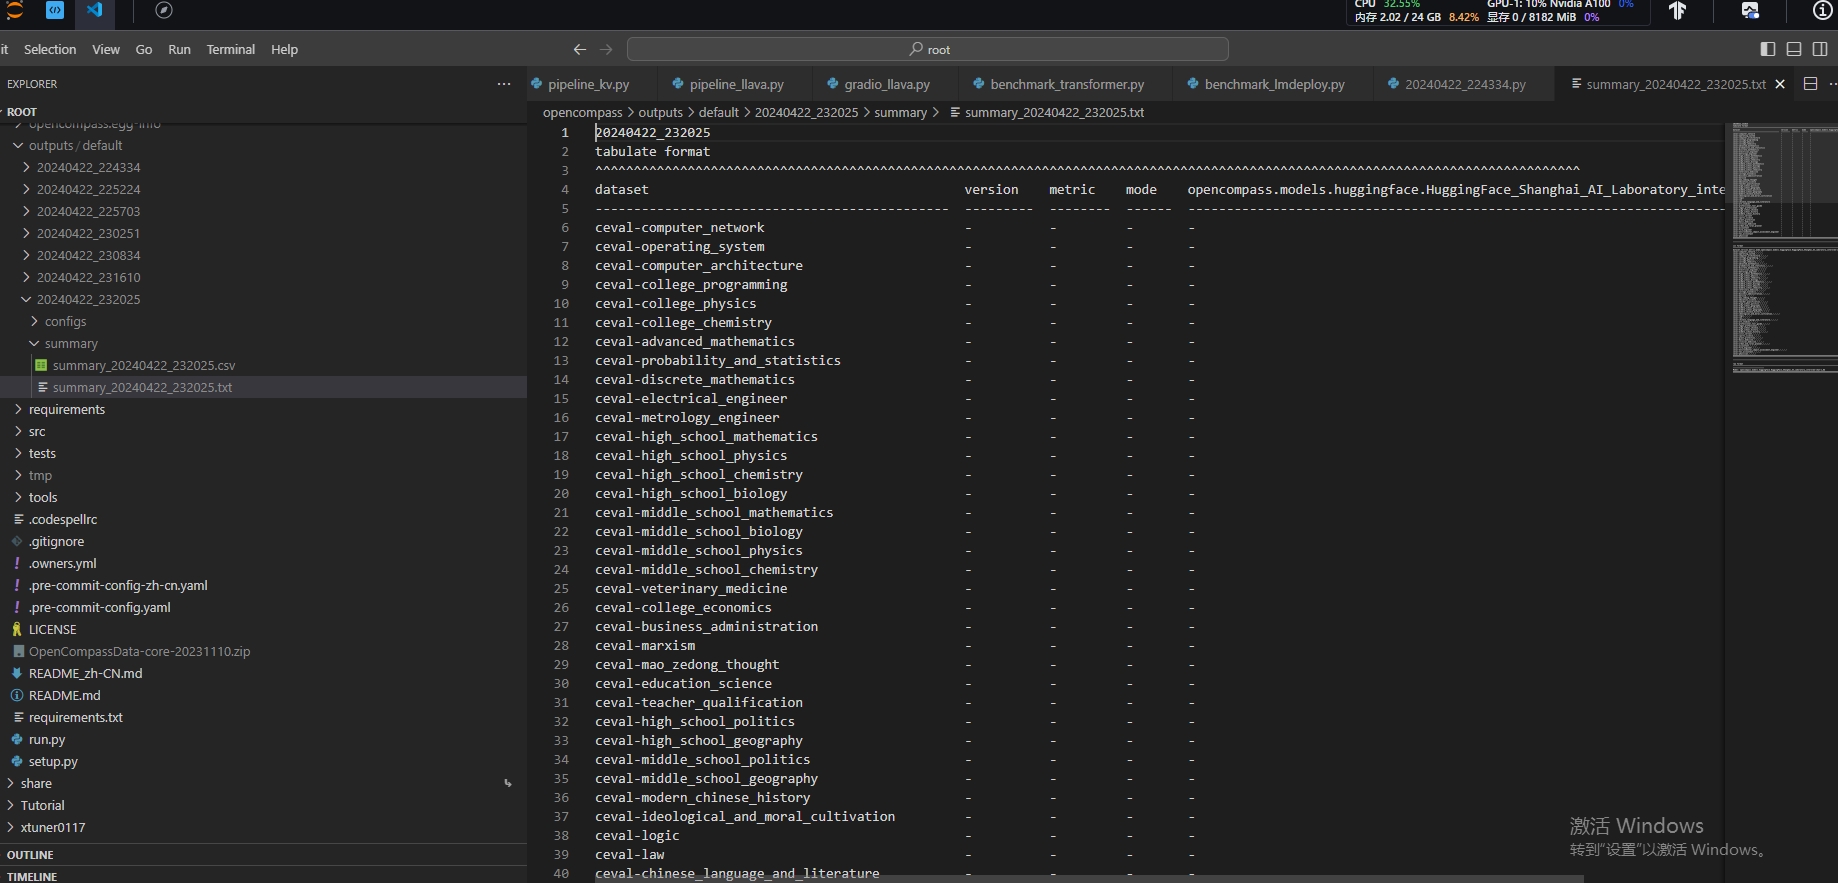 CPU 32.55% GPU-1: 10% Nvidia A100 0%
内存 2.02 / 24 GB 8.42% 显存 0 / 8182 MiB 0%
it Selection View Go Run Terminal Help
root
EXPLORER
ROOT
opencompass.egg-info
outputs / default
20240422_224334
20240422_225224
20240422_225703
20240422_230251
20240422_230834
20240422_231610
20240422_232025
configs
summary
summary_20240422_232025.csv
summary_20240422_232025.txt
requirements
src
tests
tmp
tools
.codespellrc
.gitignore
.owners.yml
.pre-commit-config-zh-cn.yaml
.pre-commit-config.yaml
LICENSE
OpenCompassData-core-20231110.zip
README_zh-CN.md
README.md
requirements.txt
run.py
setup.py
share
Tutorial
xtuner0117
OUTLINE
TIMELINE
pipeline_kv.py pipeline_llava.py gradio_llava.py benchmark_transformer.py benchmark_lmdeploy.py 20240422_224334.py summary_20240422_232025.txt
opencompass > outputs > default > 20240422_232025 > summary > summary_20240422_232025.txt
1 20240422_232025
2 tabulate format
3 ^^^^^^^^^^^^^^^^^^^^^^^^^^^^^^^^^^^^^^^^^^^^^^^^^^^^^^^^^^^^^^^^^^^^^^^^^^^^^^^^^^^^^^^^^^^^^^^^^^^^^^^^^^^^^^^^^^^^^^^^^^^^^^^^
4 dataset version metric mode opencompass.models.huggingface.HuggingFace_Shanghai_AI_Laboratory_inte
5 ---------------------------------------------- --------- -------- ------ ----------------------------------------------------------------------
6 ceval-computer_network - - - -
7 ceval-operating_system - - - -
8 ceval-computer_architecture - - - -
9 ceval-college_programming - - - -
10 ceval-college_physics - - - -
11 ceval-college_chemistry - - - -
12 ceval-advanced_mathematics - - - -
13 ceval-probability_and_statistics - - - -
14 ceval-discrete_mathematics - - - -
15 ceval-electrical_engineer - - - -
16 ceval-metrology_engineer - - - -
17 ceval-high_school_mathematics - - - -
18 ceval-high_school_physics - - - -
19 ceval-high_school_chemistry - - - -
20 ceval-high_school_biology - - - -
21 ceval-middle_school_mathematics - - - -
22 ceval-middle_school_biology - - - -
23 ceval-middle_school_physics - - - -
24 ceval-middle_school_chemistry - - - -
25 ceval-veterinary_medicine - - - -
26 ceval-college_economics - - - -
27 ceval-business_administration - - - -
28 ceval-marxism - - - -
29 ceval-mao_zedong_thought - - - -
30 ceval-education_science - - - -
31 ceval-teacher_qualification - - - -
32 ceval-high_school_politics - - - -
33 ceval-high_school_geography - - - -
34 ceval-middle_school_politics - - - -
35 ceval-middle_school_geography - - - -
36 ceval-modern_chinese_history - - - -
37 ceval-ideological_and_moral_cultivation - - - -
38 ceval-logic - - - -
39 ceval-law - - - -
40 ceval-chinese_language_and_literature - - - -
激活 Windows
转到“设置”以激活 Windows。